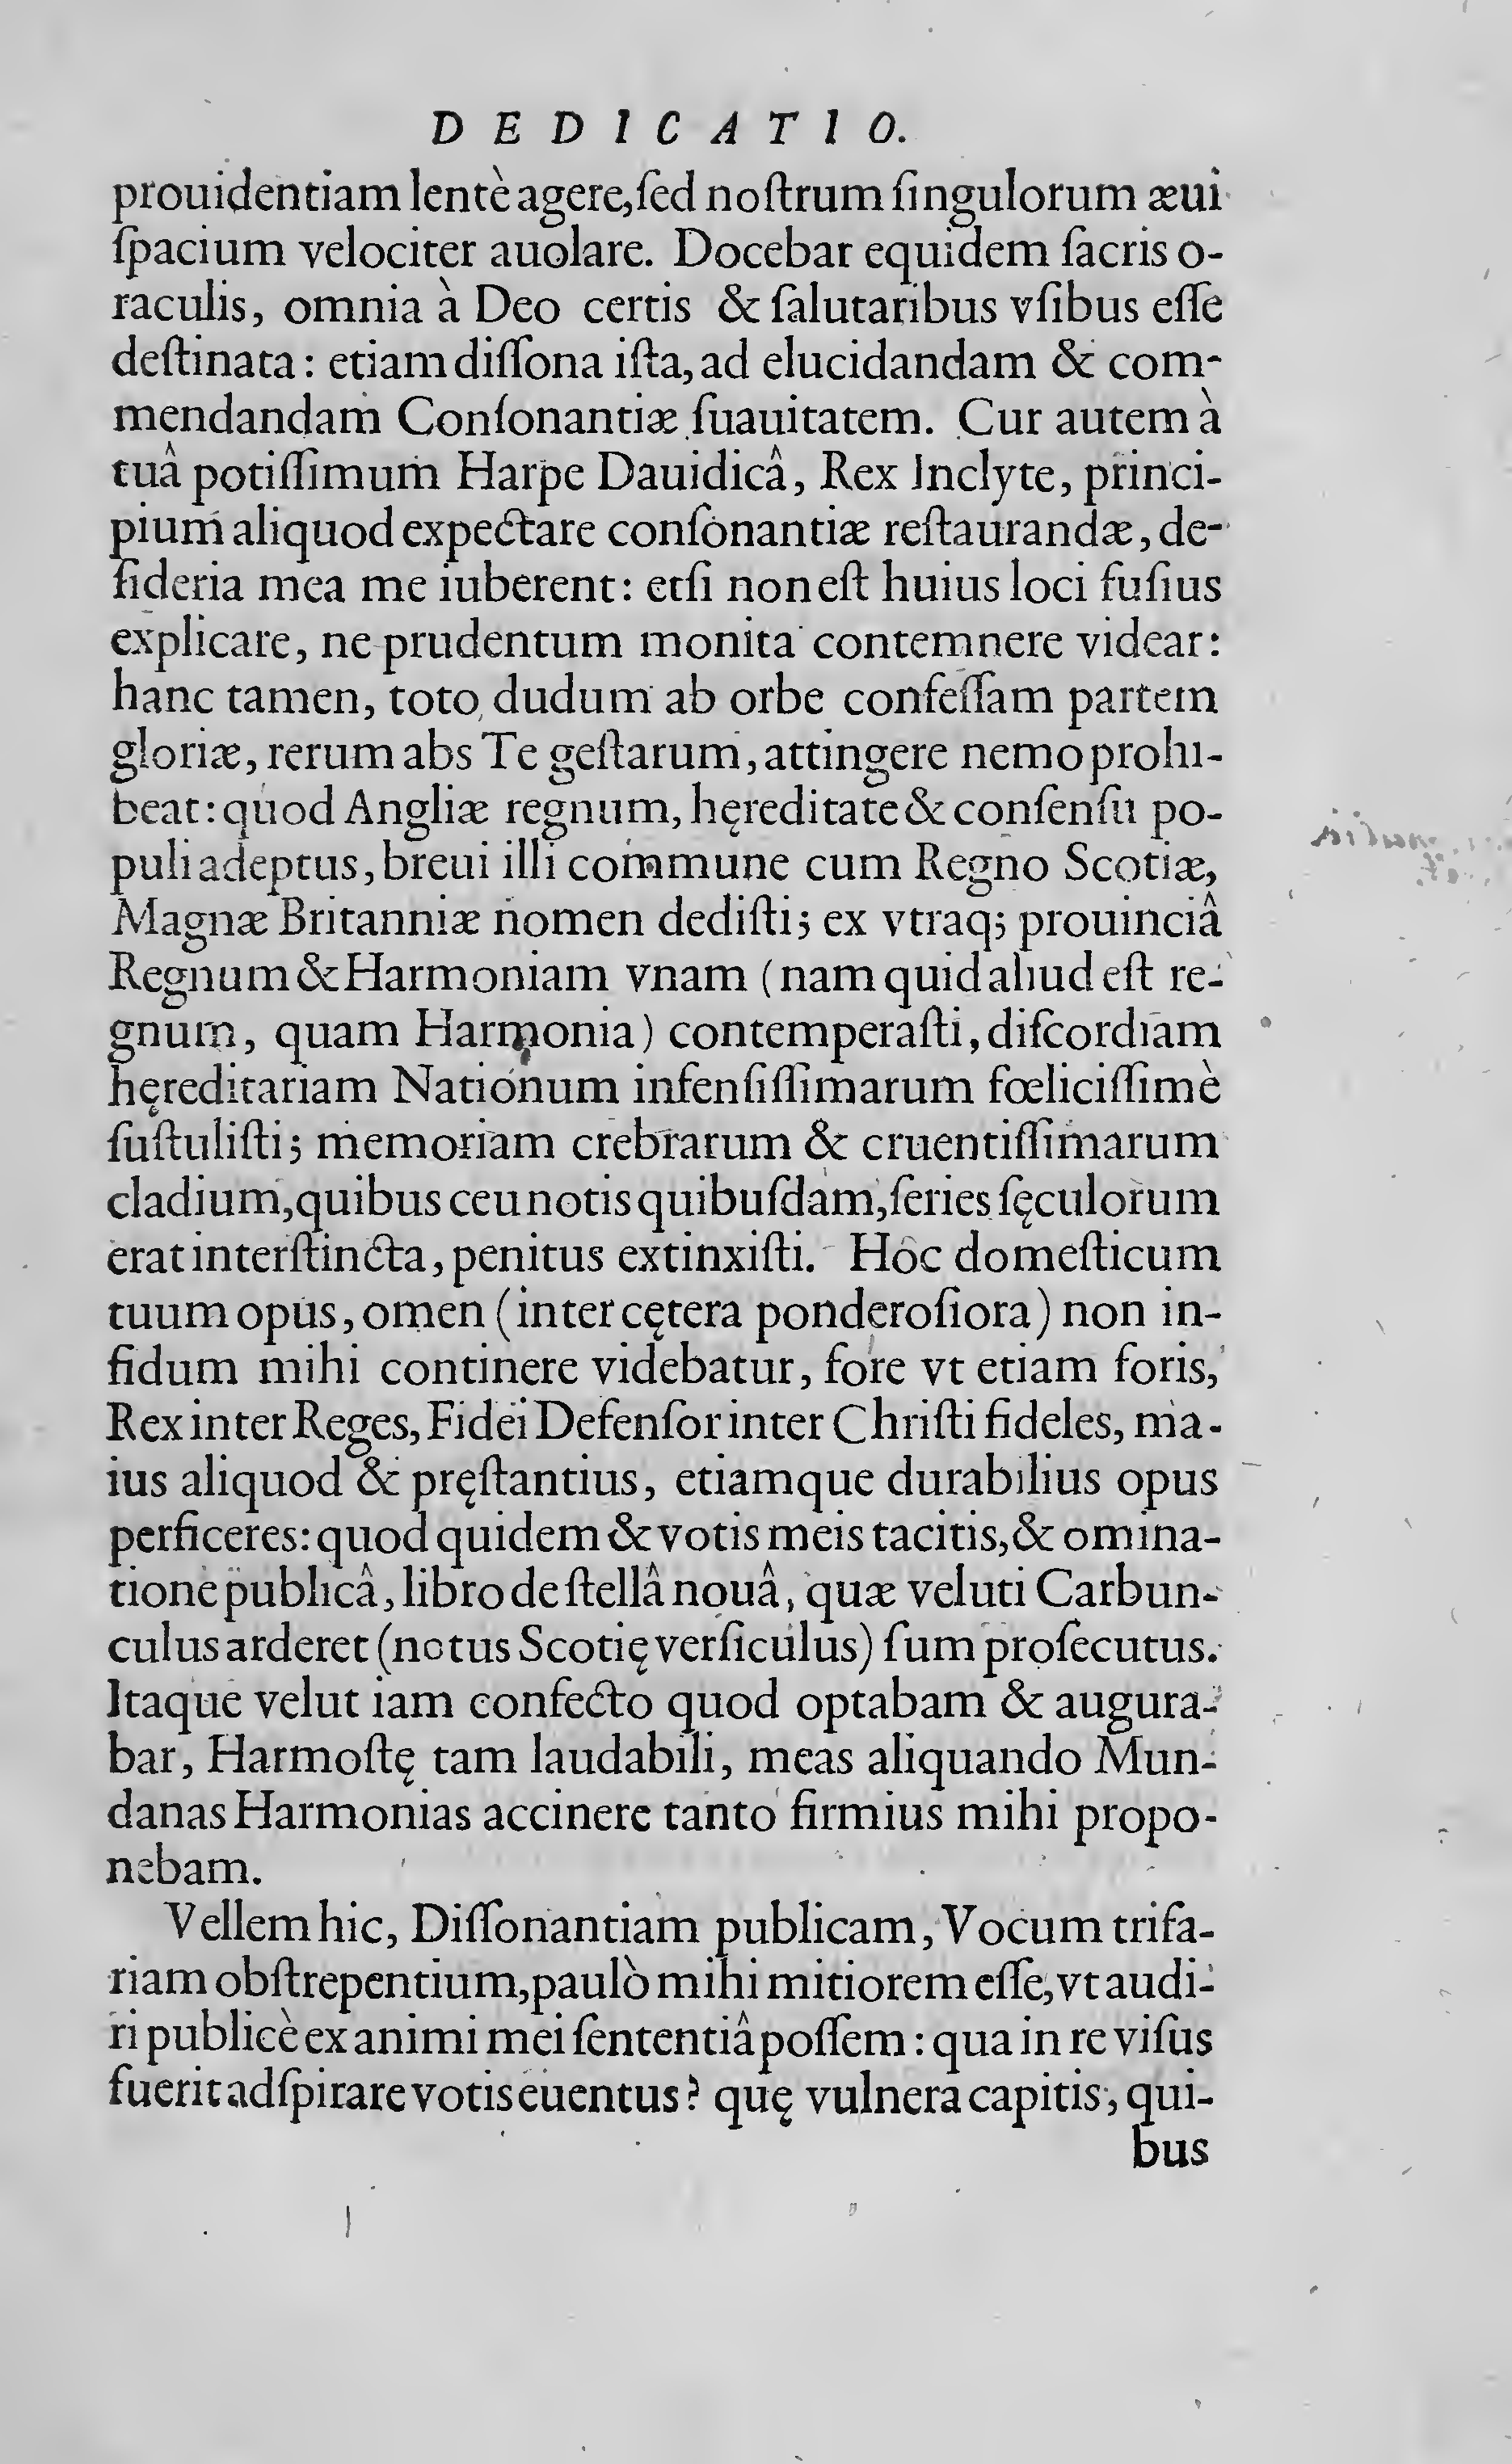 DEDICATIO.
prouidentiam lentè agere, ſed noſtrum ſingulorum æui
ſpacium velociter auolare. Docebar equidem ſacris o-
raculis, omnia à Deo certis & ſalutaribus vſibus eſſe
deſtinata: etiam diſſona iſta, ad elucidandam & com-
mendandam Conſonantiæ ſuauitatem. Cur autem à
tuâ potiſſimum Harpe Dauidicâ, Rex Inclyte, princi-
pium aliquod expectare conſonantiæ reſtaurandæ, de-
ſideria mea me iuberent: etſi non eſt huius loci fuſius
explicare, ne prudentum monita contemnere videar:
hanc tamen, toto dudum ab orbe confeſſam partem
gloriæ, rerum abs Te geſtarum, attingere nemo prohi-
beat: quod Angliæ regnum, hęreditate & conſenſu po-
puli adeptus, breui illi commune cum Regno Scotiæ,
Magnæ Britanniæ nomen dediſti; ex vtraq; prouinciâ
Regnum & Harmoniam vnam (nam quid aliud eſt re-
gnum, quam Harmonia) contemperaſti, diſcordiam
hęreditariam Nationum infenſiſſimarum fœliciſſimè
ſuſtuliſti; memoriam crebrarum & cruentiſſimarum
cladium, quibus ceu notis quibuſdam, ſeries ſęculorum
erat interſtincta, penitus extinxiſti. Hoc domeſticum
tuum opus, omen (inter cętera ponderoſiora) non in-
fidum mihi continere videbatur, fore vt etiam foris,
Rex inter Reges, Fidei Defenſor inter Chriſti fideles, ma-
ius aliquod & pręſtantius, etiamque durabilius opus
perficeres: quod quidem & votis meis tacitis, & omina-
tione publicâ, libro de ſtellâ nouâ, quæ veluti Carbun-
culus arderet (notus Scotię verſiculus) ſum proſecutus.
Itaque velut iam confecto quod optabam & augura-
bar, Harmoſtę tam laudabili, meas aliquando Mun-
danas Harmonias accinere tanto firmius mihi propo-
nebam.
Vellem hic, Diſſonantiam publicam, Vocum trifa-
riam obſtrepentium, paulò mihi mitiorem eſſe, vt audi-
ri publicè ex animi mei ſententiâ poſſem: qua in re viſus
fuerit adſpirare votis euentus? quę vulnera capitis, qui-
bus